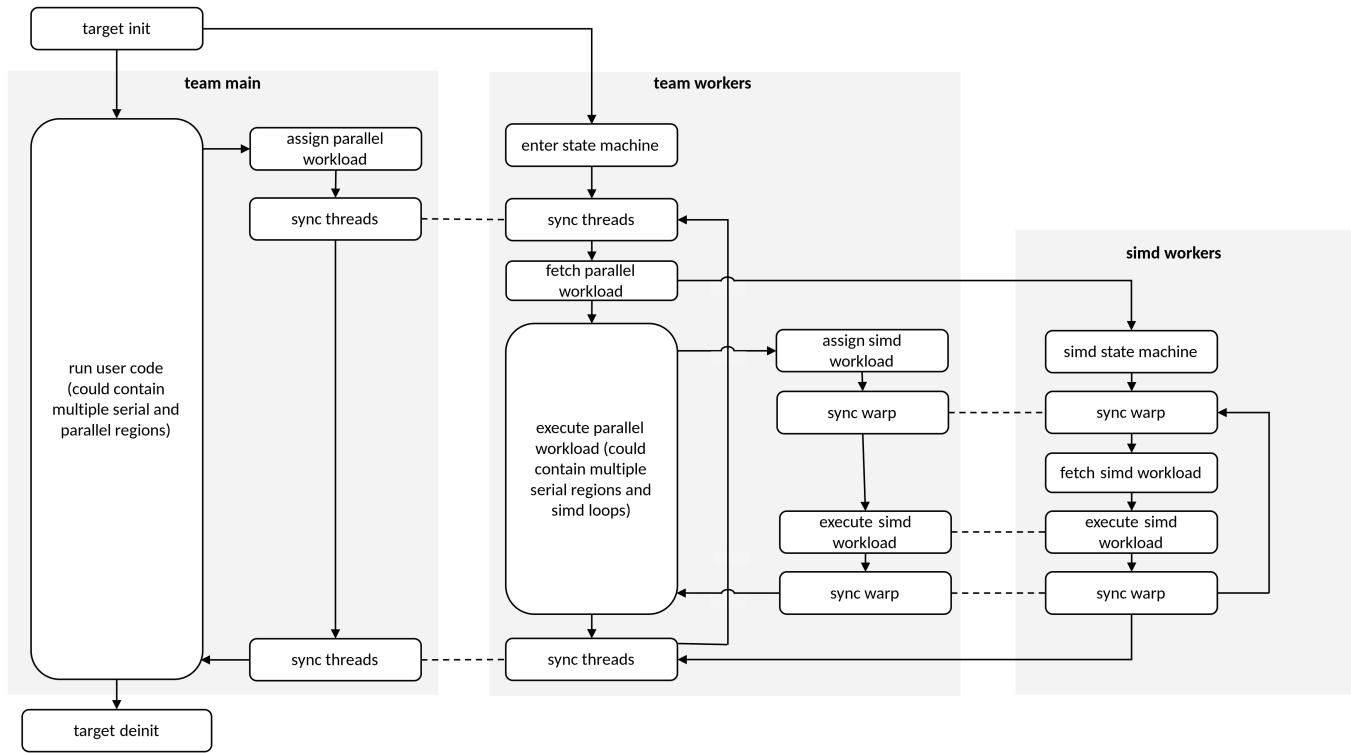 target init
team main
run user code
(could contain
multiple serial and
parallel regions)
assign parallel
workload
sync threads
sync threads
target deinit
team workers
enter state machine
sync threads
fetch parallel
workload
execute parallel
workload (could
contain multiple
serial regions and
simd loops)
sync threads
assign simd
workload
sync warp
execute simd
workload
sync warp
simd workers
simd state machine
sync warp
fetch simd workload
execute simd
workload
sync warp